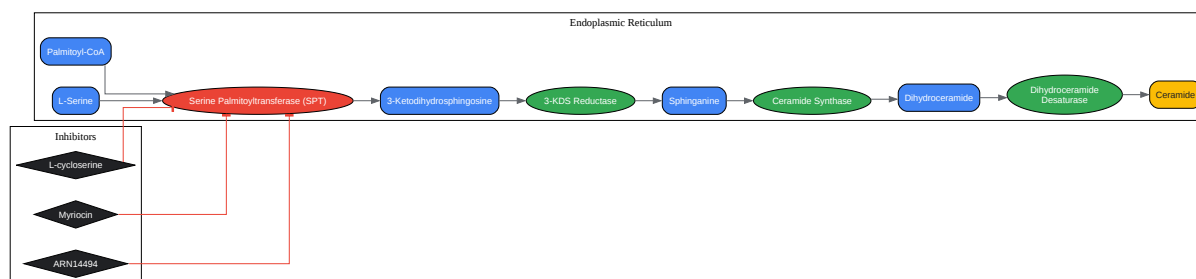 Endoplasmic Reticulum
Palmitoyl-CoA
L-Serine
Serine Palmitoyltransferase (SPT)
3-Ketodihydrosphingosine
3-KDS Reductase
Sphinganine
Ceramide Synthase
Dihydroceramide
Dihydroceramide
Desaturase
Ceramide
Inhibitors
L-cycloserine
Myriocin
ARN14494